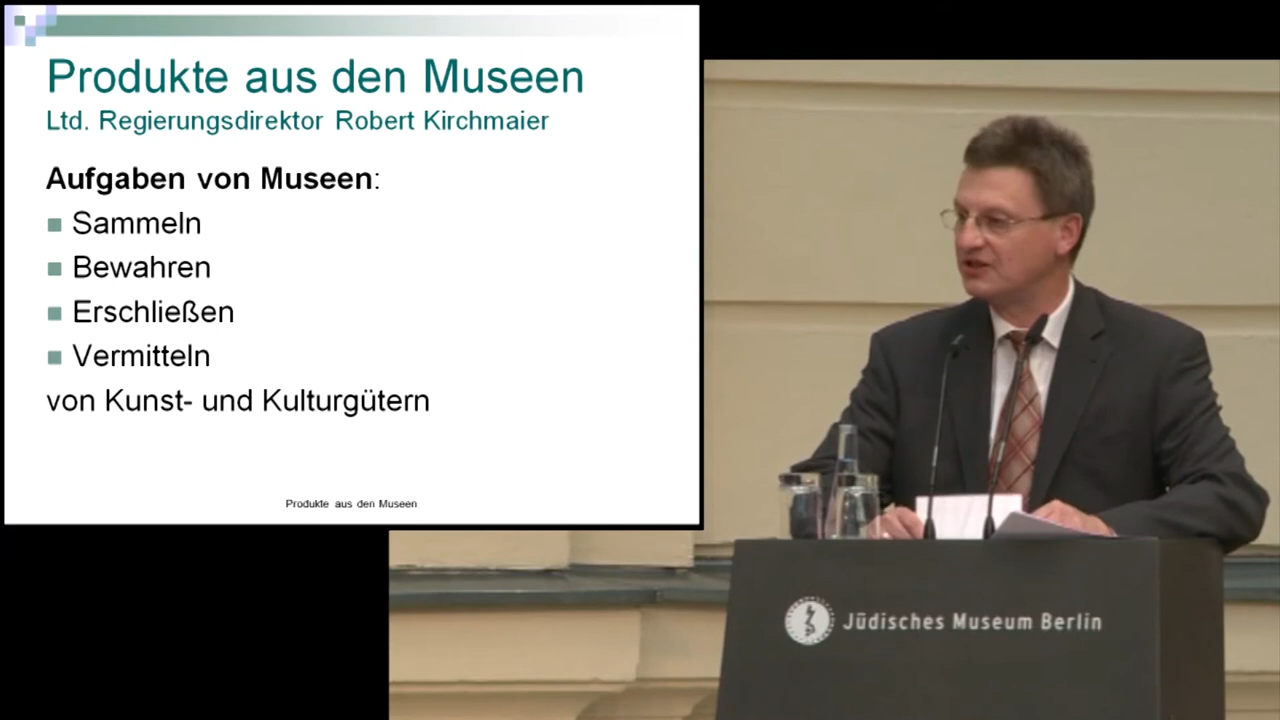 Produkte aus den Museen
Ltd. Regierungsdirektor Robert Kirchmaier
Aufgaben von Museen:
Sammeln
Bewahren
Erschließen
Vermitteln
von Kunst- und Kulturgütern
Produkte aus den Museen
Jüdisches Museum Berlin